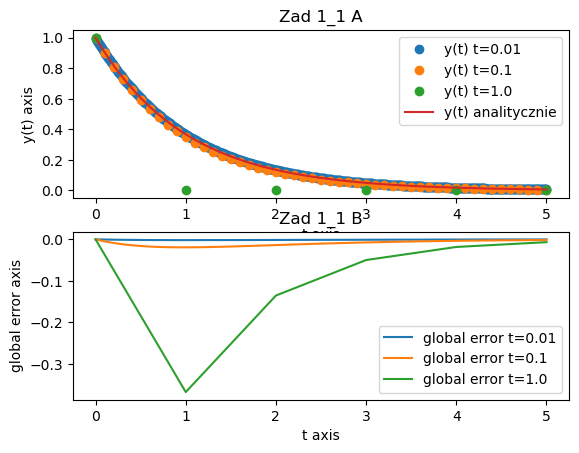 Zad 1_1 A
1.0
0.8
0.6
0.4
0.2
0.0
y(t) axis
y(t) t=0.01
y(t) t=0.1
y(t) t=1.0
y(t) analitycznie
0 1 2 3 4 5
Zad 1_1 B
0.0
−0.1
−0.2
−0.3
global error axis
global error t=0.01
global error t=0.1
global error t=1.0
0 1 2 3 4 5
t axis